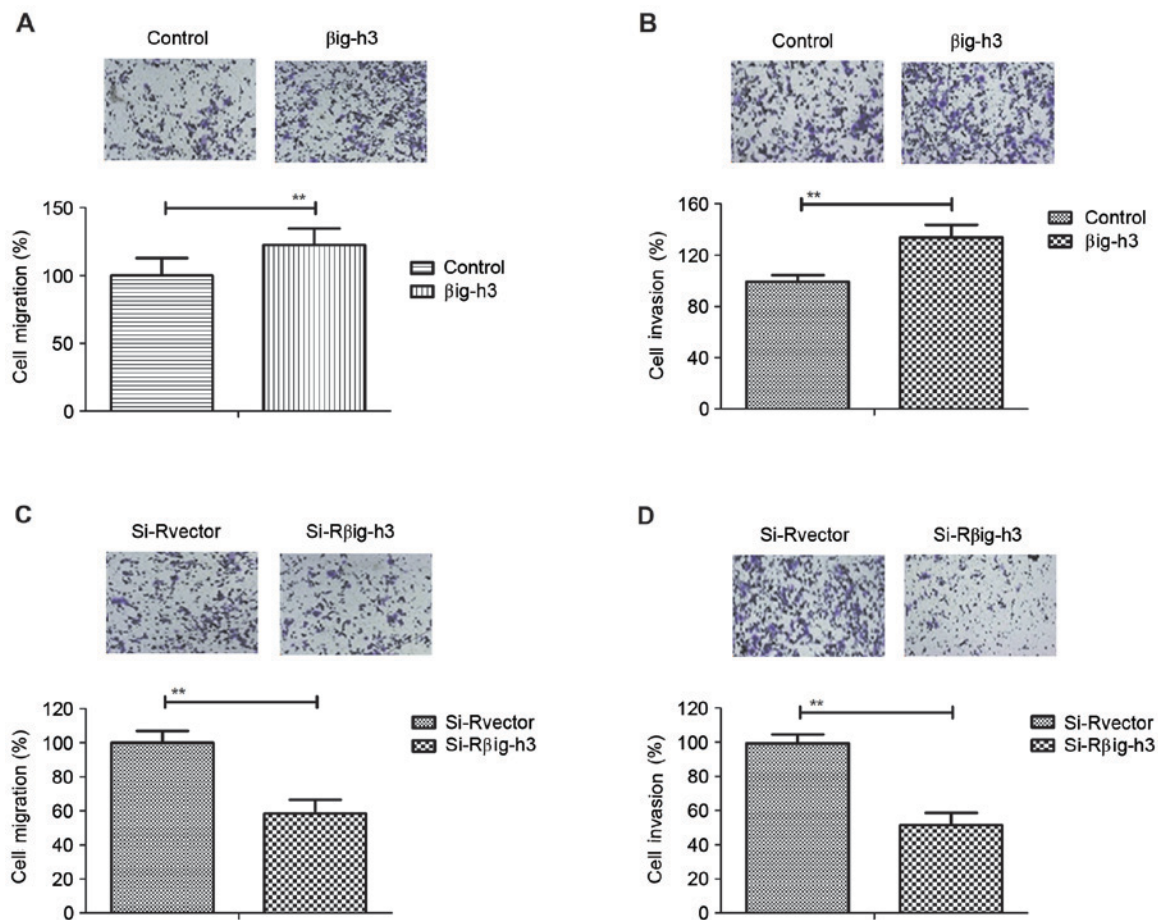 A
Control βig-h3
**
150
100
50
0
Cell migration (%)
Control
βig-h3
B
Control βig-h3
**
160
120
80
40
0
Cell invasion (%)
Control
βig-h3
C
Si-Rvector Si-Rβig-h3
**
120
100
80
60
40
20
0
Cell migration (%)
Si-Rvector
Si-Rβig-h3
D
Si-Rvector Si-Rβig-h3
**
120
100
80
60
40
20
0
Cell invasion (%)
Si-Rvector
Si-Rβig-h3